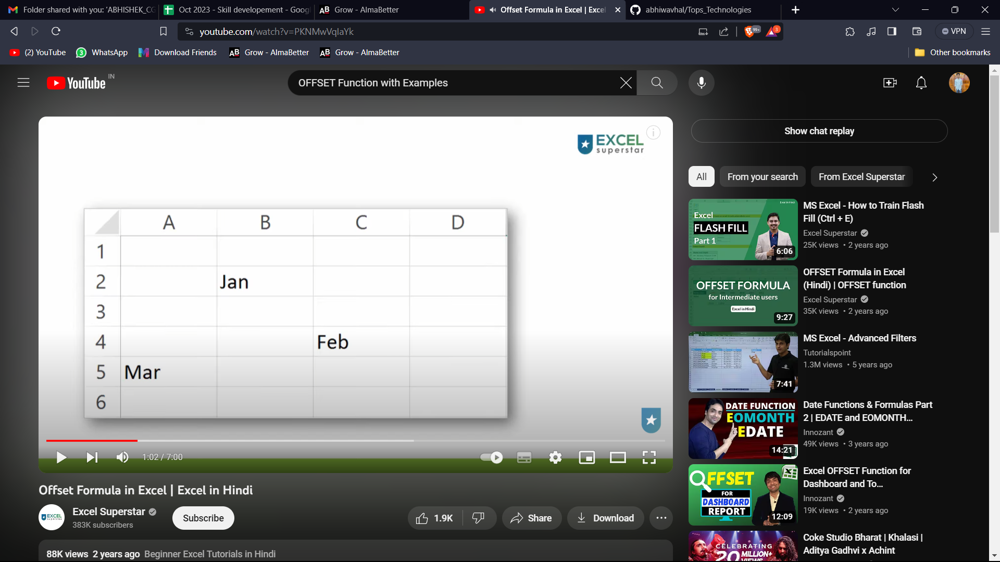 Folder shared with you: 'ABHISHEK_CG
Oct 2023 - Skill developement - Goog
AB Grow - AlmaBetter
Offset Formula in Excel | Excel
abhiwavhal/Tops_Technologies
youtube.com/watch?v=PKNMwVqlaYk
99+
3
VPN
(2) YouTube
3 WhatsApp
Download Friends
AB Grow - AlmaBetter
AB Grow - AlmaBetter
Other bookmarks
YouTube IN
OFFSET Function with Examples
EXCEL
superstar
A B C D
1
2 Jan
3
4 Feb
5 Mar
6
1:02 / 7:00
Offset Formula in Excel | Excel in Hindi
EXCEL
superstar
Excel Superstar
383K subscribers
Subscribe
1.9K
Share
Download
88K views 2 years ago Beginner Excel Tutorials in Hindi
Show chat replay
All
From your search
From Excel Superstar
Excel in Hindi
Excel
FLASH FILL
Part 1
6:06
MS Excel - How to Train Flash
Fill (Ctrl + E)
Excel Superstar
25K views • 2 years ago
OFFSET FORMULA
for Intermediate users
Excel in Hindi
9:27
OFFSET Formula in Excel
(Hindi) | OFFSET function
Excel Superstar
35K views • 2 years ago
7:41
MS Excel - Advanced Filters
Tutorialspoint
1.3M views • 5 years ago
DATE FUNCTION
EOMONTH
EDATE
14:21
Date Functions & Formulas Part
2 | EDATE and EOMONTH...
Innozant
49K views • 3 years ago
OFFSET
FOR
DASHBOARD
REPORT
12:09
Excel OFFSET Function for
Dashboard and To...
Innozant
19K views • 2 years ago
CELEBRATING
20 MILLION+
VIEWS
Coke Studio Bharat | Khalasi |
Aditya Gadhvi x Achint